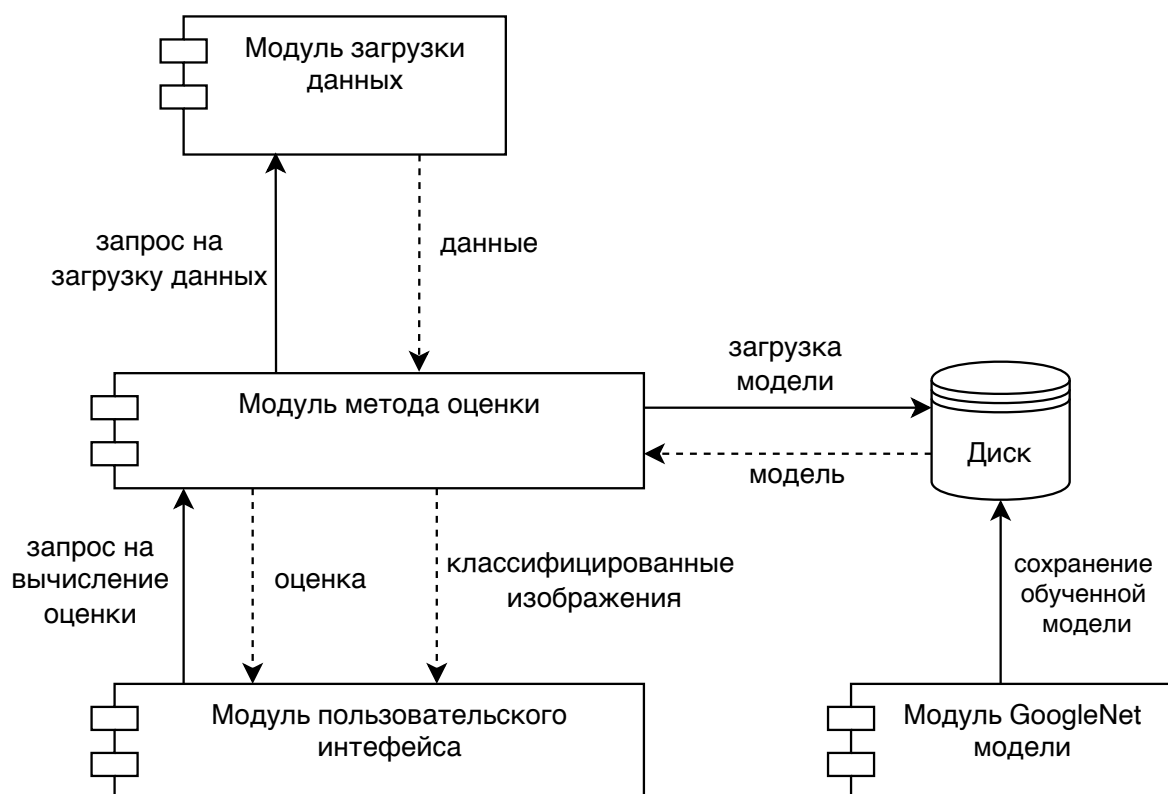 Модуль загрузки
данных
запрос на
загрузку данных
данные
Модуль метода оценки
загрузка
модели
Диск
модель
запрос на
вычисление
оценки
оценка
классифицированные
изображения
сохранение
обученной
модели
Модуль пользовательского
интефейса
Модуль GoogleNet
модели